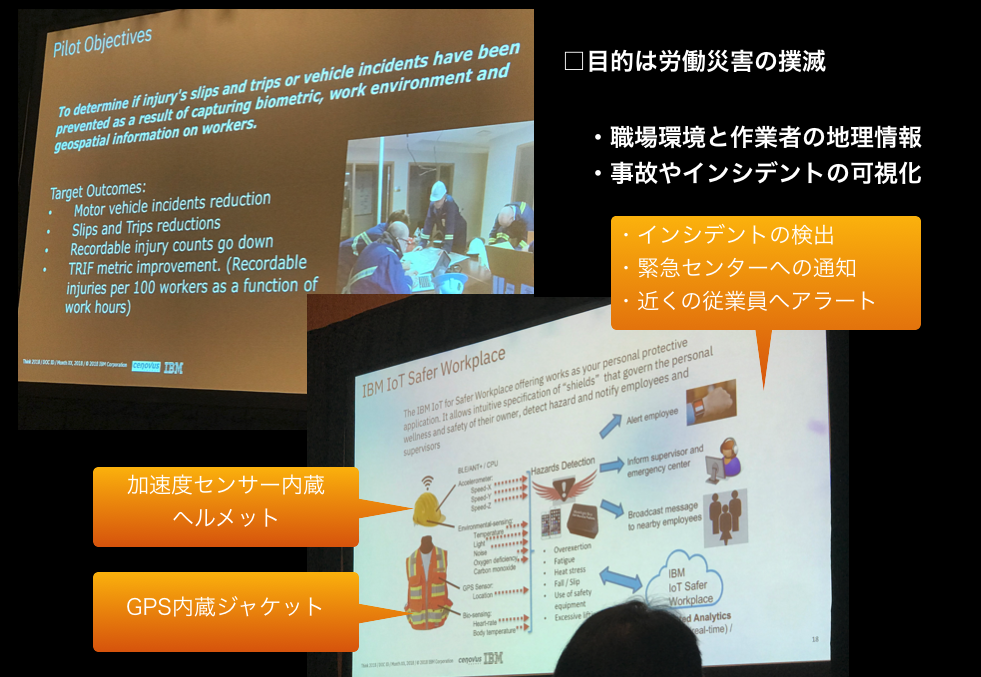 Pilot Objectives
To determine if injury's slips and trips or vehicle incidents have been
prevented as a result of capturing biometric, work environment and
geospatial information on workers.
Target Outcomes:
• Motor vehicle incidents reduction
• Slips and Trips reductions
• Recordable injury counts go down
• TRIF metric improvement. (Recordable
injuries per 100 workers as a function of
work hours)
Think 2018 / DOC ID / Month XX, 2018 / © 2018 IBM Corporation
cenovus IBM
□目的は労働災害の撲滅
・職場環境と作業者の地理情報
・事故やインシデントの可視化
・インシデントの検出
・緊急センターへの通知
・近くの従業員へアラート
IBM IoT Safer Workplace
The IBM IoT for Safer Workplace offering works as your personal protective
application. It allows intuitive specification of "shields" that govern the personal
wellness and safety of their owner, detect hazard and notify employees and
supervisors
BLE/ANT+ / CPU
Accelerometer:
Speed-X
Speed-Y
Speed-Z
Environmental-sensing:
Temperature
Light
Noise
Oxygen deficiency
Carbon monoxide
GPS Sensor:
Location
Bio-sensing:
Heart-rate
Body temperature
Hazards Detection
• Overexertion
• Fatigue
• Heat stress
• Fall / Slip
• Use of safety
equipment
• Excessive
Alert employee
Inform supervisor and
emergency center
Broadcast message
to nearby employees
IBM
IoT Safer
Workplace
Analytics
(real-time) /
18
Think 2018 / DOC ID / Month XX, 2018 / © 2018 IBM Corporation
cenovus IBM
加速度センサー内蔵
ヘルメット
GPS内蔵ジャケット